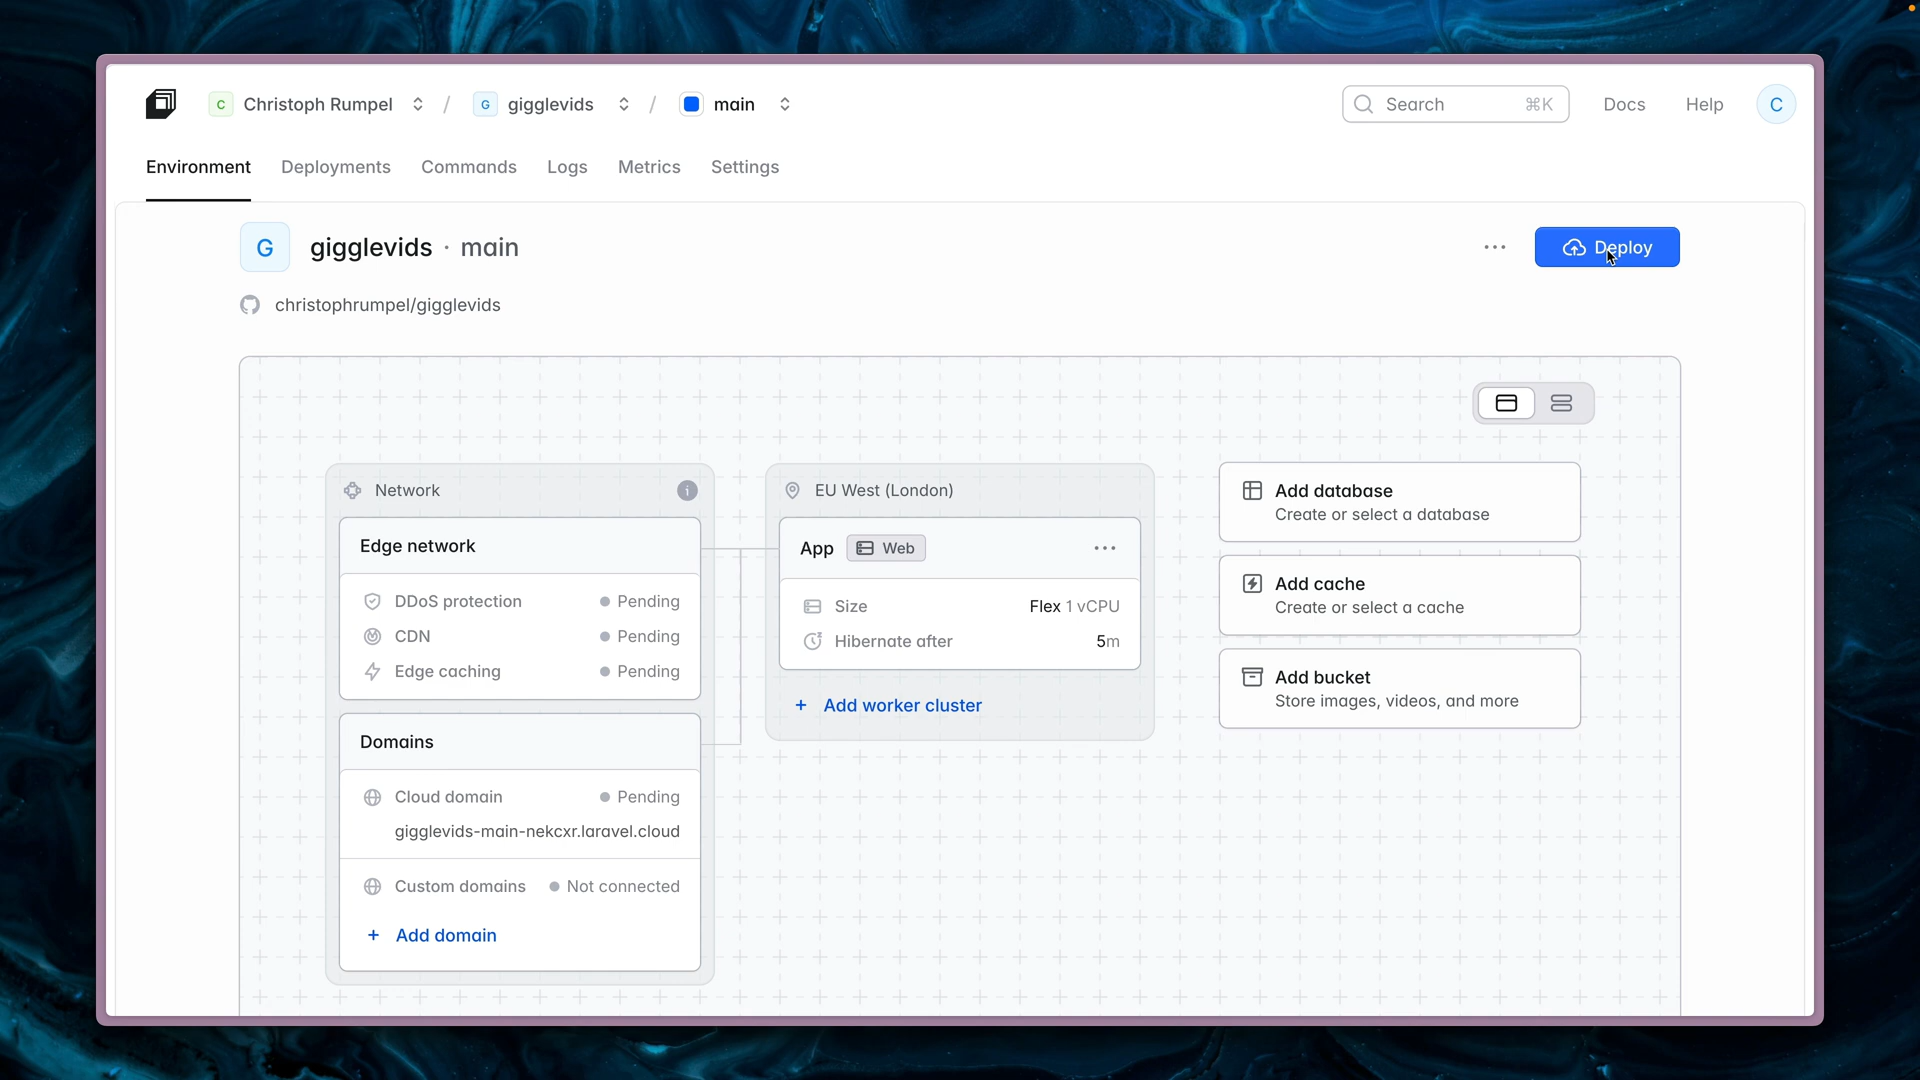 C Christoph Rumpel / G gigglevids / main
Search ⌘K Docs Help C
Environment Deployments Commands Logs Metrics Settings
G gigglevids · main
Deploy
christophrumpel/gigglevids
Network
Edge network
DDoS protection Pending
CDN Pending
Edge caching Pending
Domains
Cloud domain Pending
gigglevids-main-nekcxr.laravel.cloud
Custom domains Not connected
+ Add domain
EU West (London)
App Web
Size Flex 1 vCPU
Hibernate after 5m
+ Add worker cluster
Add database
Create or select a database
Add cache
Create or select a cache
Add bucket
Store images, videos, and more